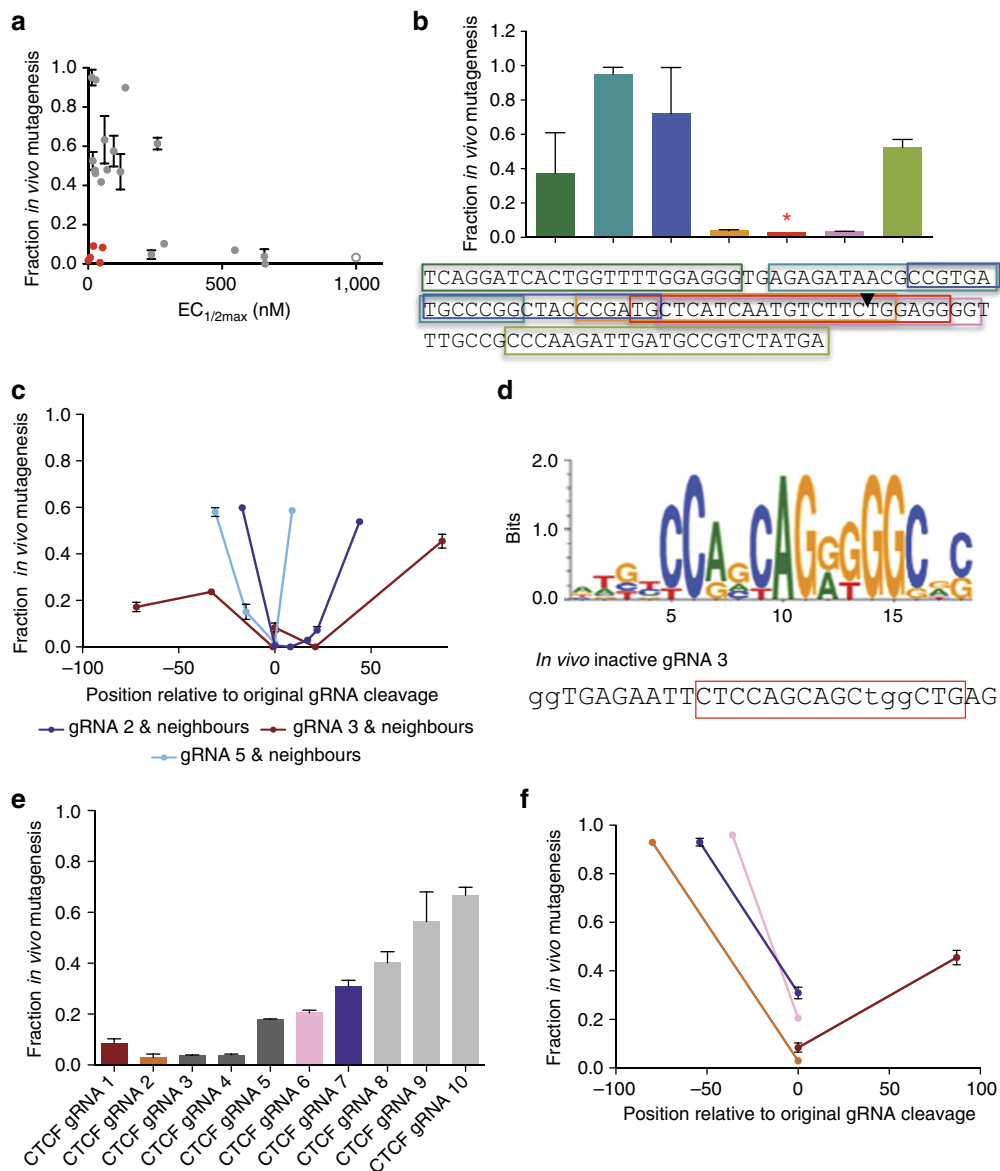 a
Fraction in vivo mutagenesis
1.0
0.8
0.6
0.4
0.2
0.0
0
500
1,000
EC1/2max (nM)
b
Fraction in vivo mutagenesis
1.0
0.8
0.6
0.4
0.2
0.0
*
TCAGGATCACTGGTTTTGGAGGGTGAGAGATAACGCCGTGA
TGCCCGGCTACCCGATGCTCATCAATGTCTTCTGGAGGGGT
TTGCCGCCCAAGATTGATGCCGTCTATGA
c
Fraction in vivo mutagenesis
1.0
0.8
0.6
0.4
0.2
0.0
−100
−50
0
50
Position relative to original gRNA cleavage
gRNA 2 & neighbours
gRNA 3 & neighbours
gRNA 5 & neighbours
d
Bits
2.0
1.0
0.0
5
10
15
In vivo inactive gRNA 3
ggTGAGAATTCTCCAGCAGCtggCTGAG
e
Fraction in vivo mutagenesis
1.0
0.8
0.6
0.4
0.2
0.0
CTCF gRNA 1
CTCF gRNA 2
CTCF gRNA 3
CTCF gRNA 4
CTCF gRNA 5
CTCF gRNA 6
CTCF gRNA 7
CTCF gRNA 8
CTCF gRNA 9
CTCF gRNA 10
f
Fraction in vivo mutagenesis
1.0
0.8
0.6
0.4
0.2
0.0
−100
−50
0
50
100
Position relative to original gRNA cleavage